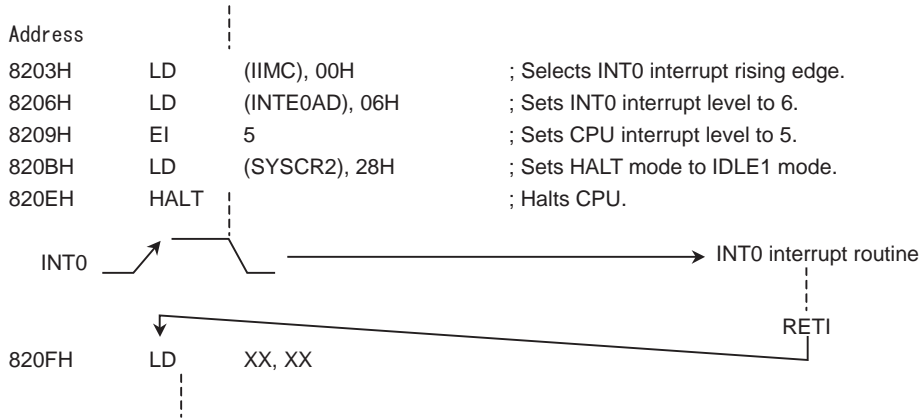 Address
8203H LD (IIMC), 00H ; Selects INT0 interrupt rising edge.
8206H LD (INTE0AD), 06H ; Sets INT0 interrupt level to 6.
8209H EI 5 ; Sets CPU interrupt level to 5.
820BH LD (SYSCR2), 28H ; Sets HALT mode to IDLE1 mode.
820EH HALT ; Halts CPU.
INT0 INT0 interrupt routine
RETI
820FH LD XX, XX